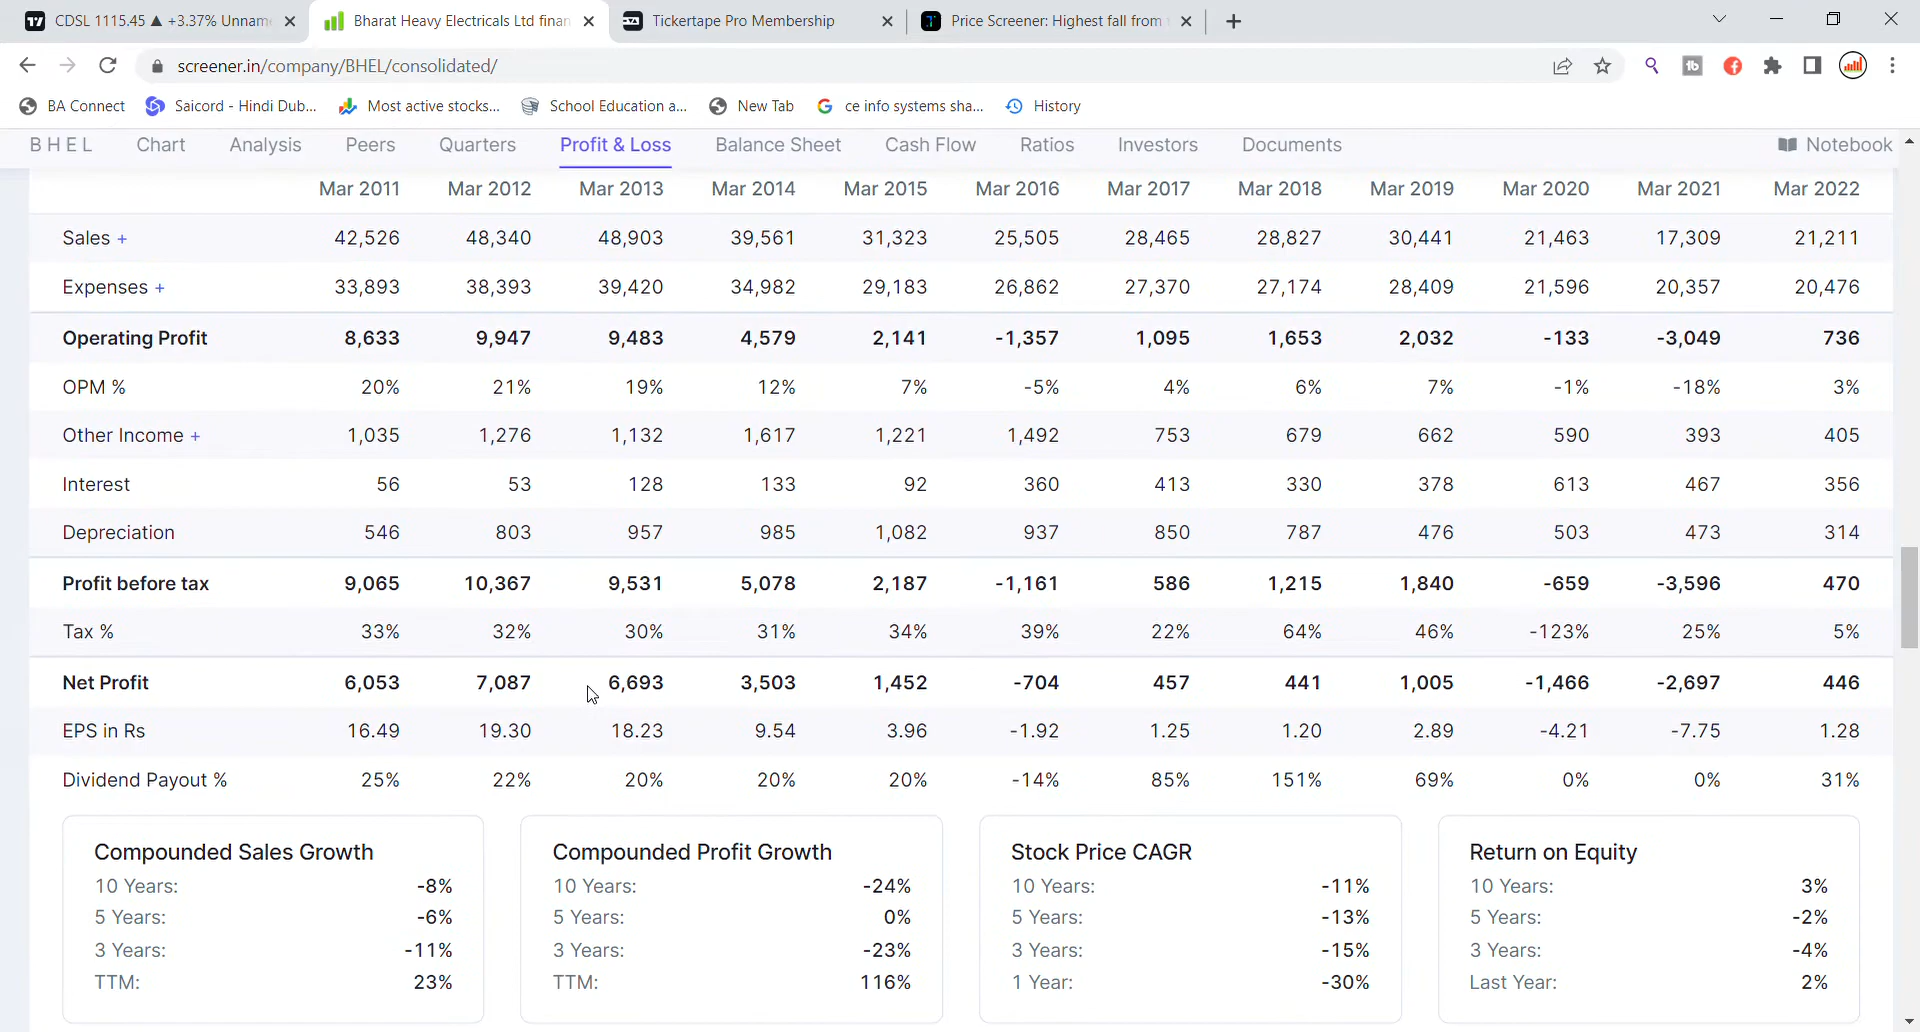 CDSL 1115.45 ▲ +3.37% Unnam
Bharat Heavy Electricals Ltd finan
Tickertape Pro Membership
Price Screener: Highest fall from
screener.in/company/BHEL/consolidated/
BA Connect Saicord - Hindi Dub... Most active stocks... School Education a... New Tab ce info systems sha... History
BHEL Chart Analysis Peers Quarters Profit & Loss Balance Sheet Cash Flow Ratios Investors Documents Notebook
Mar 2011 Mar 2012 Mar 2013 Mar 2014 Mar 2015 Mar 2016 Mar 2017 Mar 2018 Mar 2019 Mar 2020 Mar 2021 Mar 2022
Sales + 42,526 48,340 48,903 39,561 31,323 25,505 28,465 28,827 30,441 21,463 17,309 21,211
Expenses + 33,893 38,393 39,420 34,982 29,183 26,862 27,370 27,174 28,409 21,596 20,357 20,476
Operating Profit 8,633 9,947 9,483 4,579 2,141 -1,357 1,095 1,653 2,032 -133 -3,049 736
OPM % 20% 21% 19% 12% 7% -5% 4% 6% 7% -1% -18% 3%
Other Income + 1,035 1,276 1,132 1,617 1,221 1,492 753 679 662 590 393 405
Interest 56 53 128 133 92 360 413 330 378 613 467 356
Depreciation 546 803 957 985 1,082 937 850 787 476 503 473 314
Profit before tax 9,065 10,367 9,531 5,078 2,187 -1,161 586 1,215 1,840 -659 -3,596 470
Tax % 33% 32% 30% 31% 34% 39% 22% 64% 46% -123% 25% 5%
Net Profit 6,053 7,087 6,693 3,503 1,452 -704 457 441 1,005 -1,466 -2,697 446
EPS in Rs 16.49 19.30 18.23 9.54 3.96 -1.92 1.25 1.20 2.89 -4.21 -7.75 1.28
Dividend Payout % 25% 22% 20% 20% 20% -14% 85% 151% 69% 0% 0% 31%
Compounded Sales Growth
10 Years: -8%
5 Years: -6%
3 Years: -11%
TTM: 23%
Compounded Profit Growth
10 Years: -24%
5 Years: 0%
3 Years: -23%
TTM: 116%
Stock Price CAGR
10 Years: -11%
5 Years: -13%
3 Years: -15%
1 Year: -30%
Return on Equity
10 Years: 3%
5 Years: -2%
3 Years: -4%
Last Year: 2%